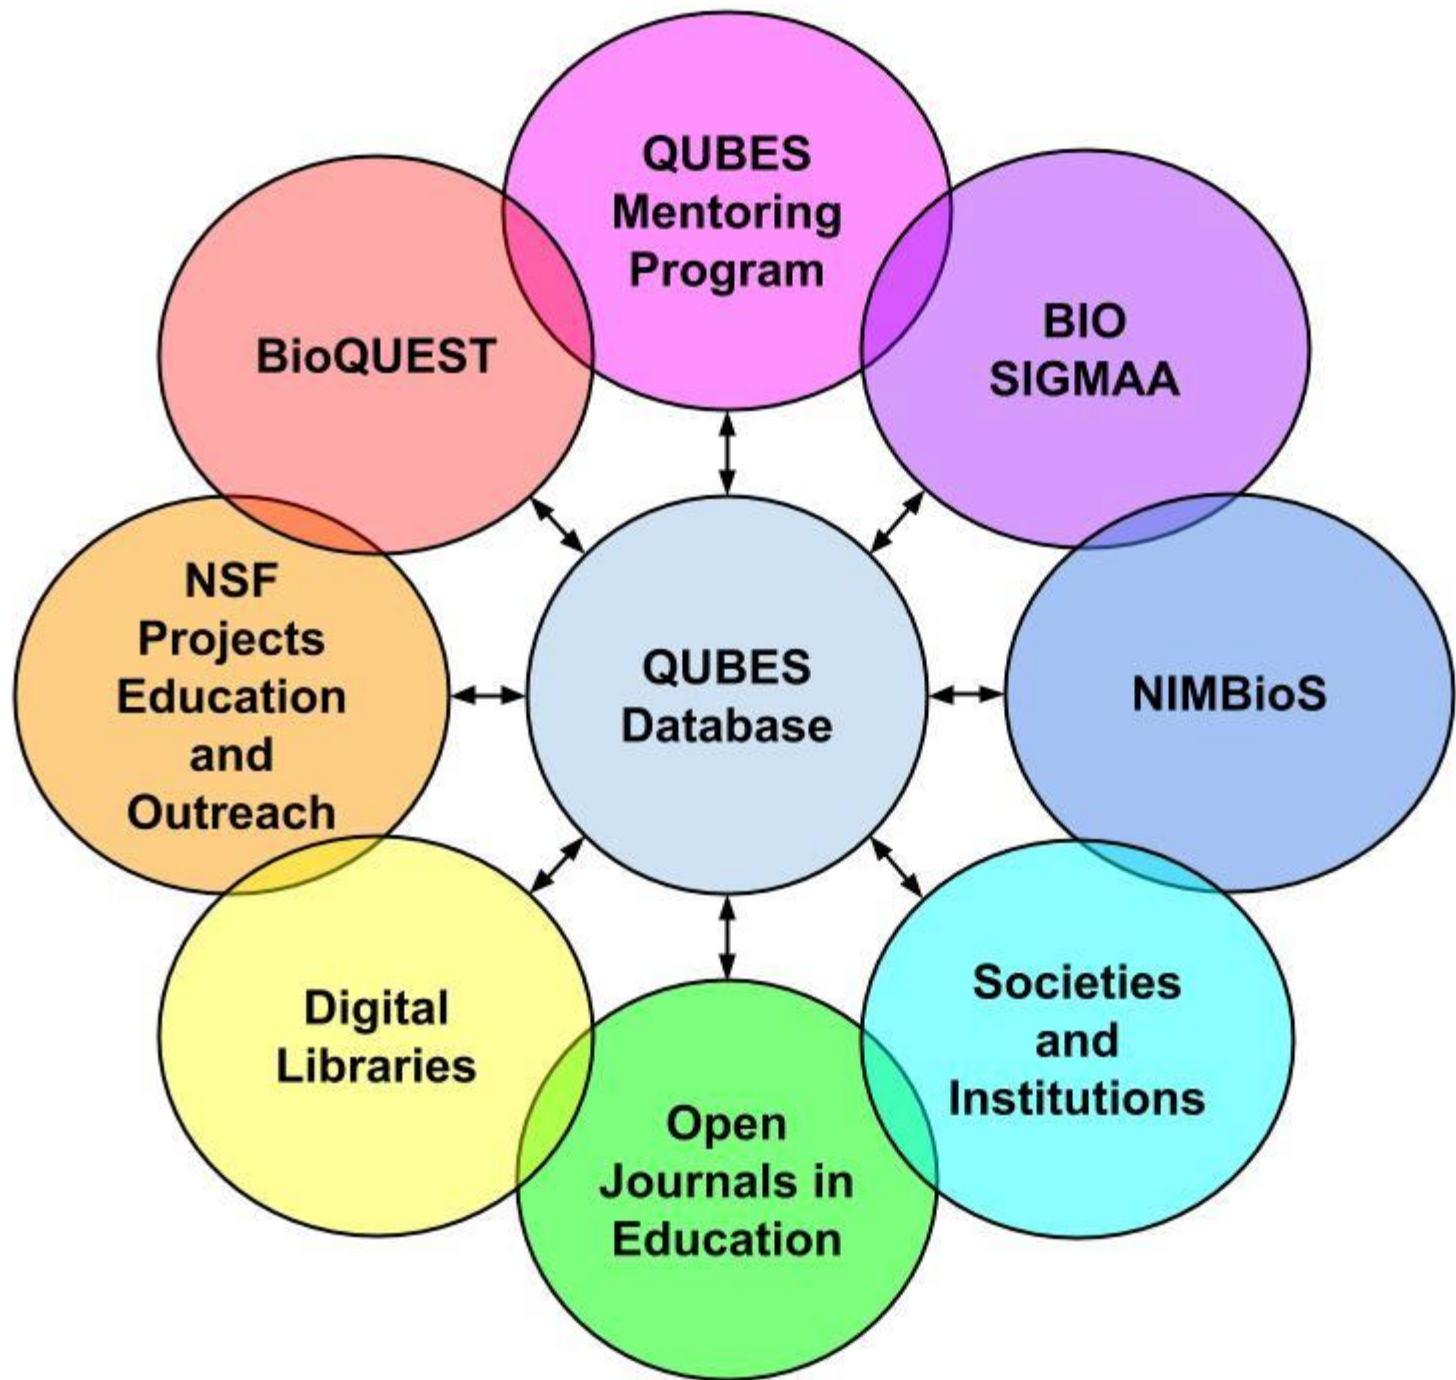 QUBES
Mentoring
Program
BioQUEST
BIO
SIGMAA
NSF
Projects
Education
and
Outreach
QUBES
Database
NIMBioS
Digital
Libraries
Societies
and
Institutions
Open
Journals in
Education